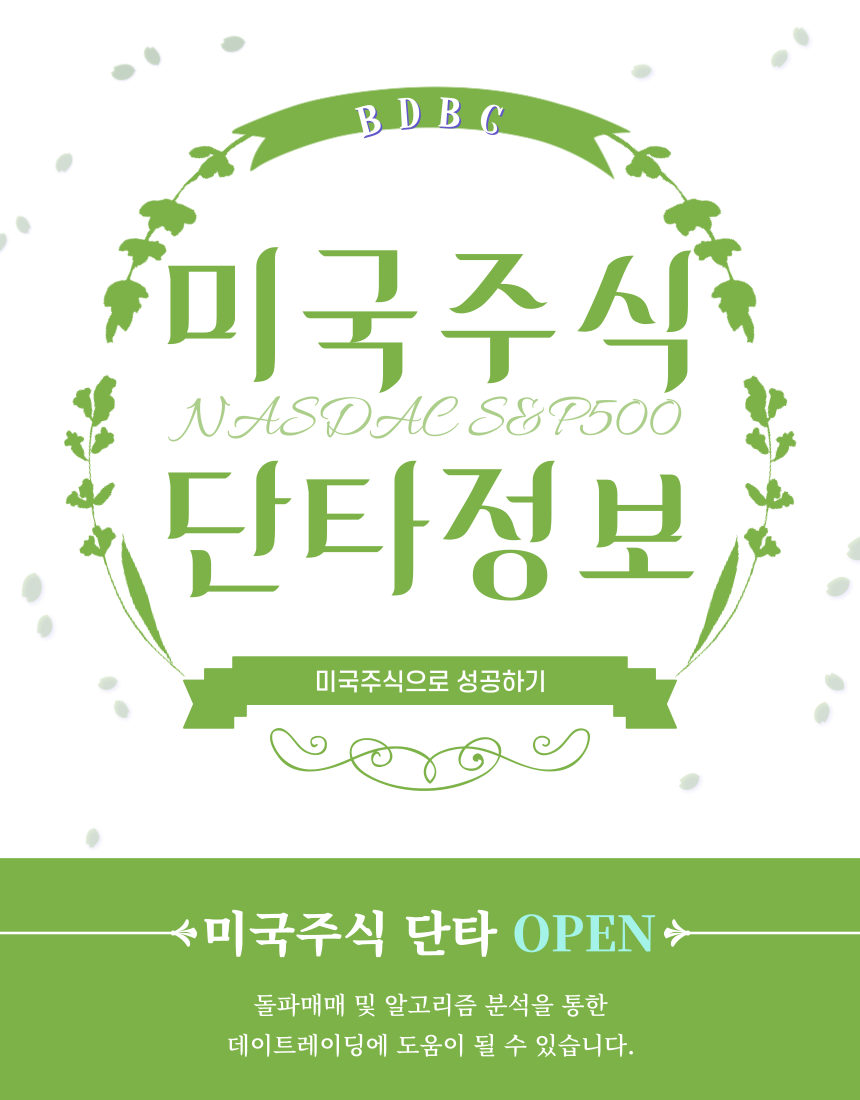 BDBC
미국주식
NASDAC S&P500
단타정보
미국주식으로 성공하기
미국주식 단타 OPEN
돌파매매 및 알고리즘 분석을 통한
데이트레이딩에 도움이 될 수 있습니다.